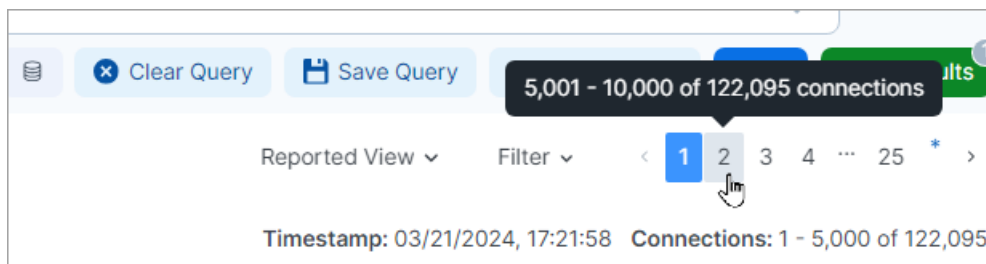 Clear Query Save Query
5,001 - 10,000 of 122,095 connections
Reported View Filter < 1 2 3 4 ... 25 * >
Timestamp: 03/21/2024, 17:21:58 Connections: 1 - 5,000 of 122,095